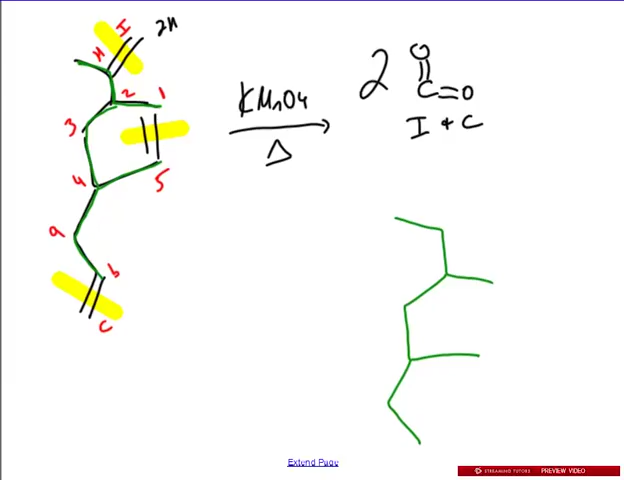 I
2H
H
2 1
3
4 5
a
b
c
KMnO4
Δ
2
O
C=O
I + C
Extend Page
STREAMING TUTORS PREVIEW VIDEO